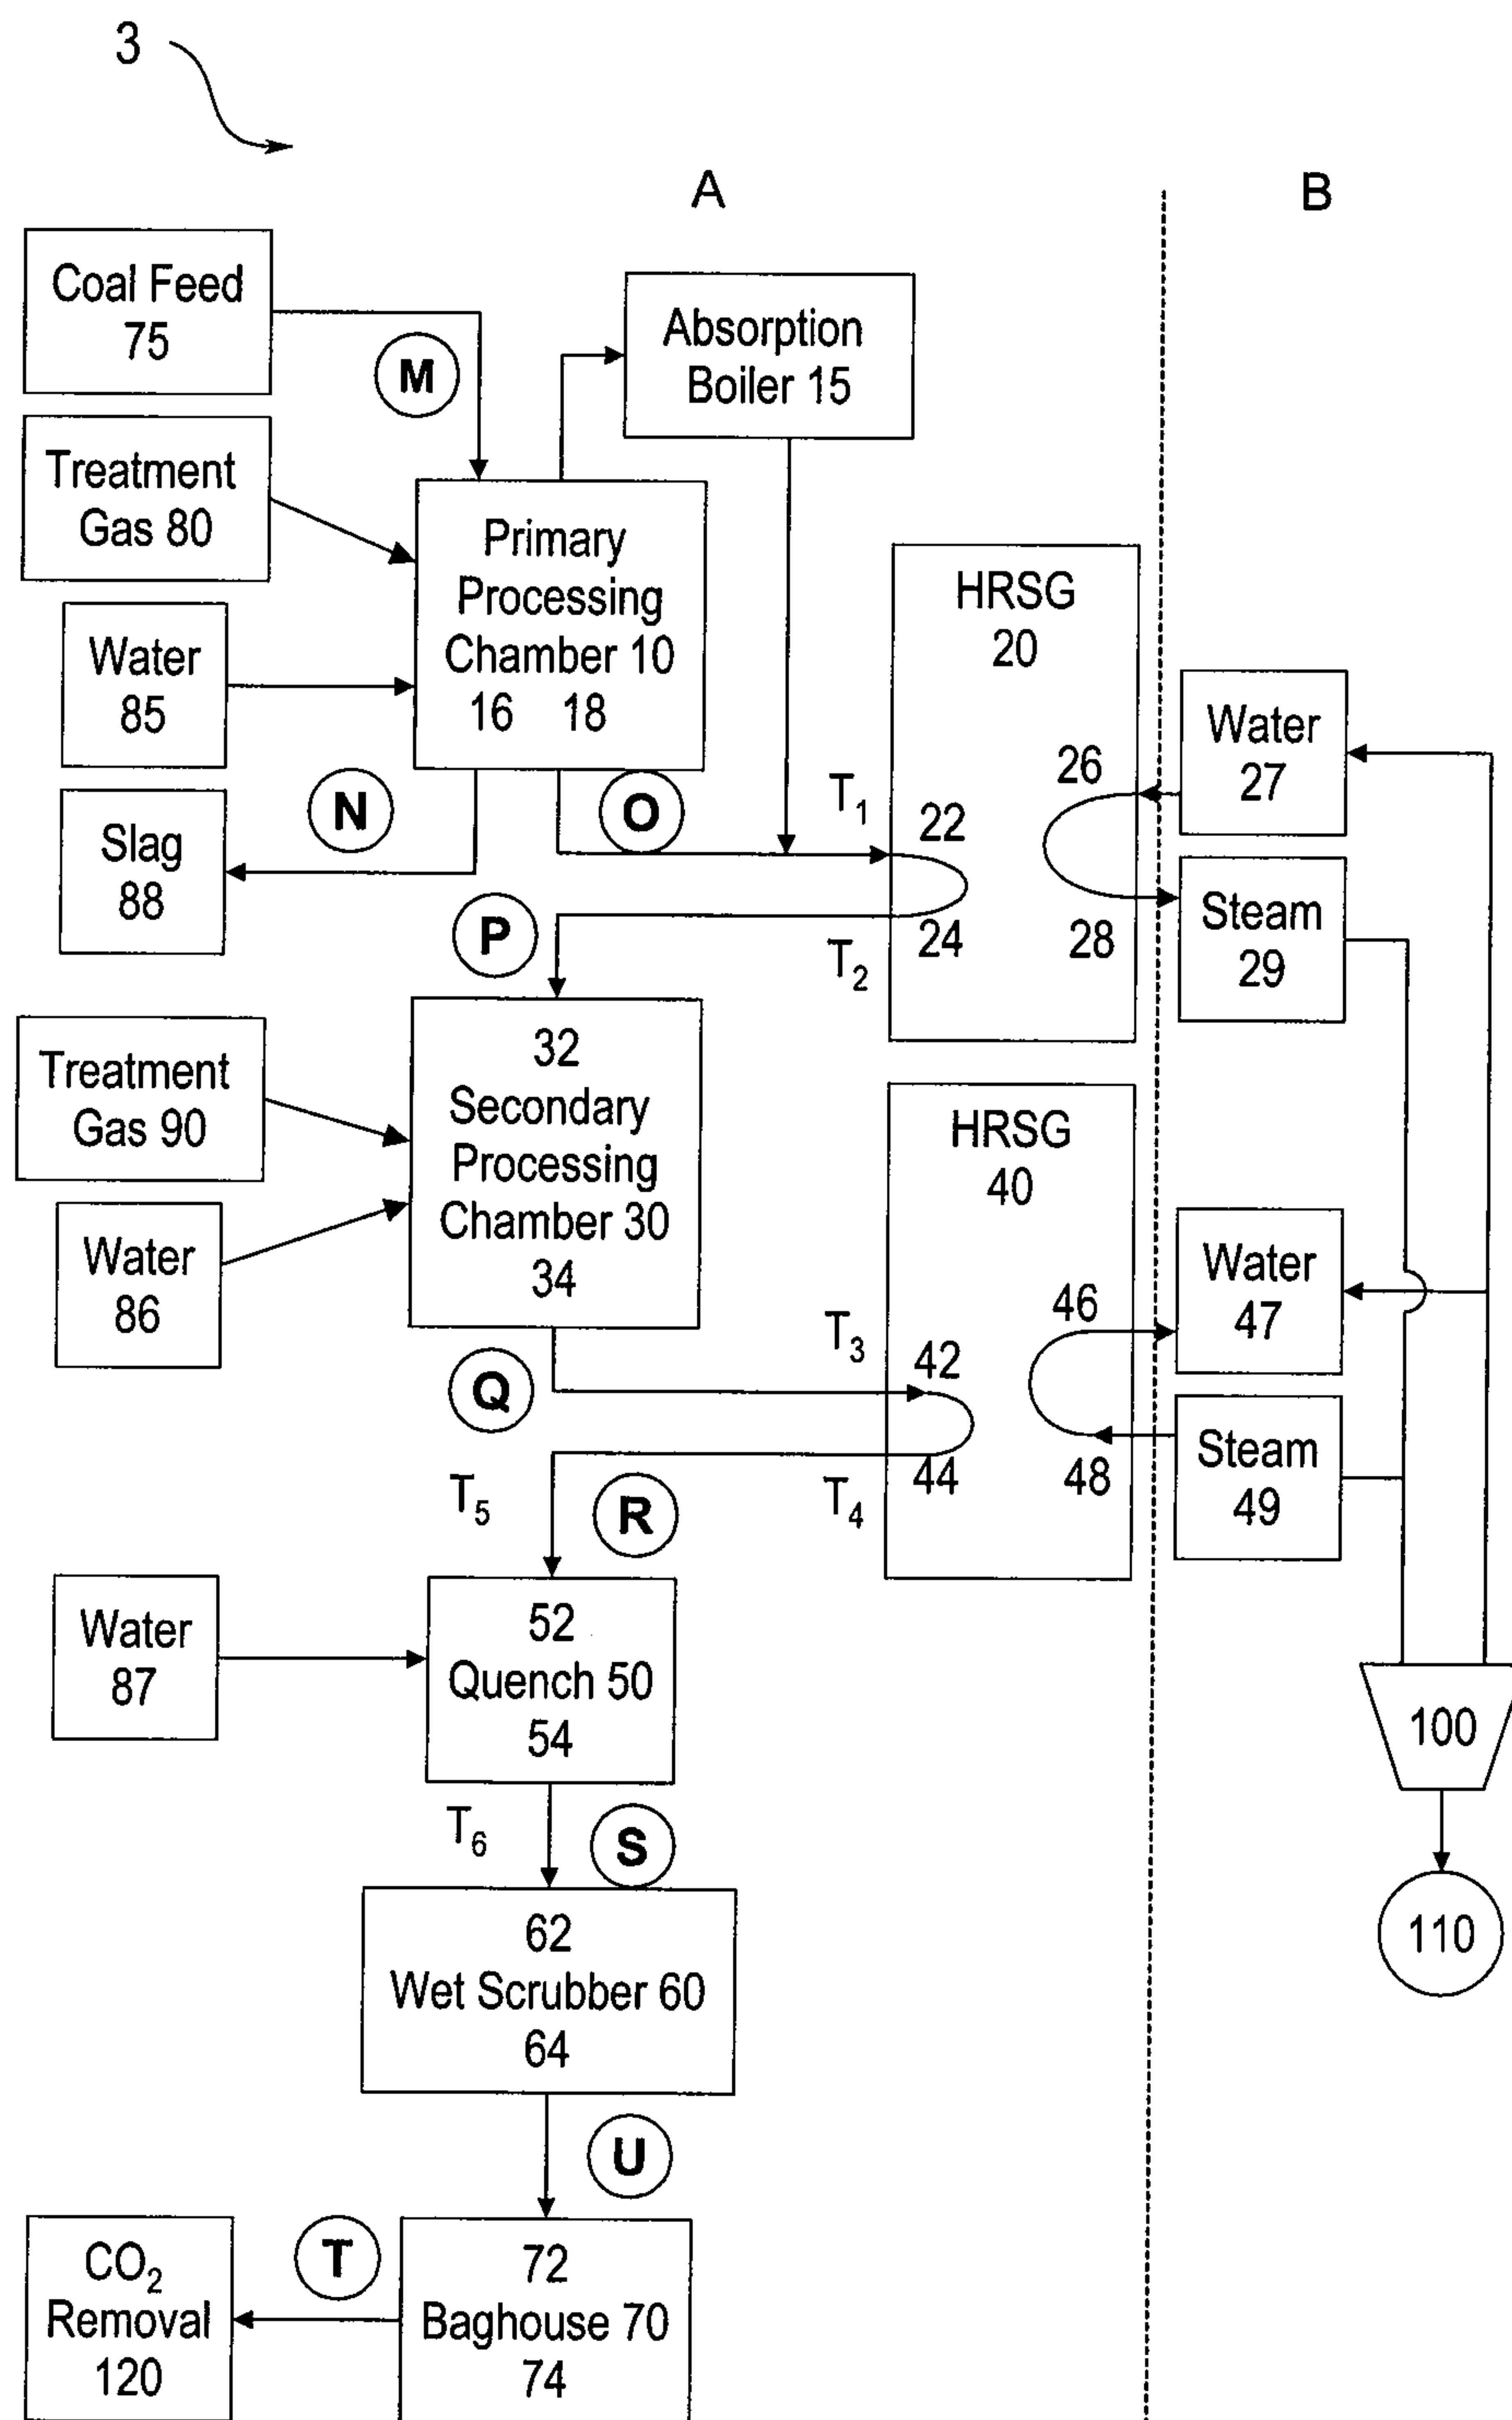 3
A
B
Coal Feed
75
M
Absorption
Boiler 15
Treatment
Gas 80
Primary
Processing
Chamber 10
16 18
HRSG
20
Water
85
Water
27
26
N
O
T1
22
Slag
88
P
T2
24
28
Steam
29
32
Secondary
Processing
Chamber 30
34
Treatment
Gas 90
HRSG
40
Water
86
Water
47
46
T3
42
Q
T5
R
T4
44
48
Steam
49
Water
87
52
Quench 50
54
100
T6
S
62
Wet Scrubber 60
64
110
U
CO2
Removal
120
T
72
Baghouse 70
74